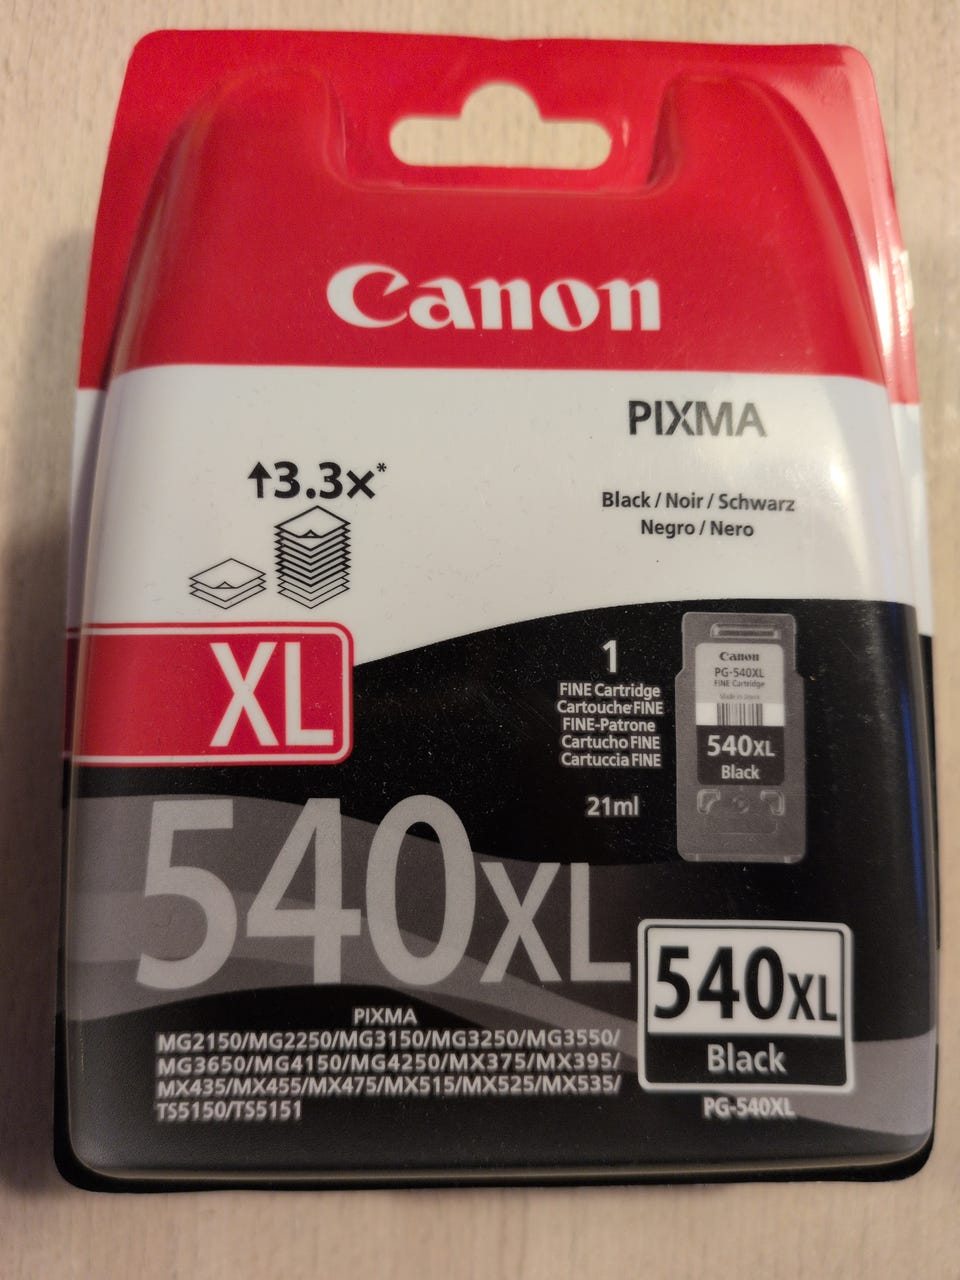 Canon
PIXMA
↑3.3x*
Black / Noir / Schwarz
Negro / Nero
XL
1
FINE Cartridge
Cartouche FINE
FINE-Patrone
Cartucho FINE
Cartuccia FINE
21ml
Canon
PG-540XL
FINE Cartridge
540XL
Black
540XL
540XL
Black
PG-540XL
PIXMA
MG2150/MG2250/MG3150/MG3250/MG3550/
MG3650/MG4150/MG4250/MX375/MX395/
MX435/MX455/MX475/MX515/MX525/MX535/
TS5150/TS5151